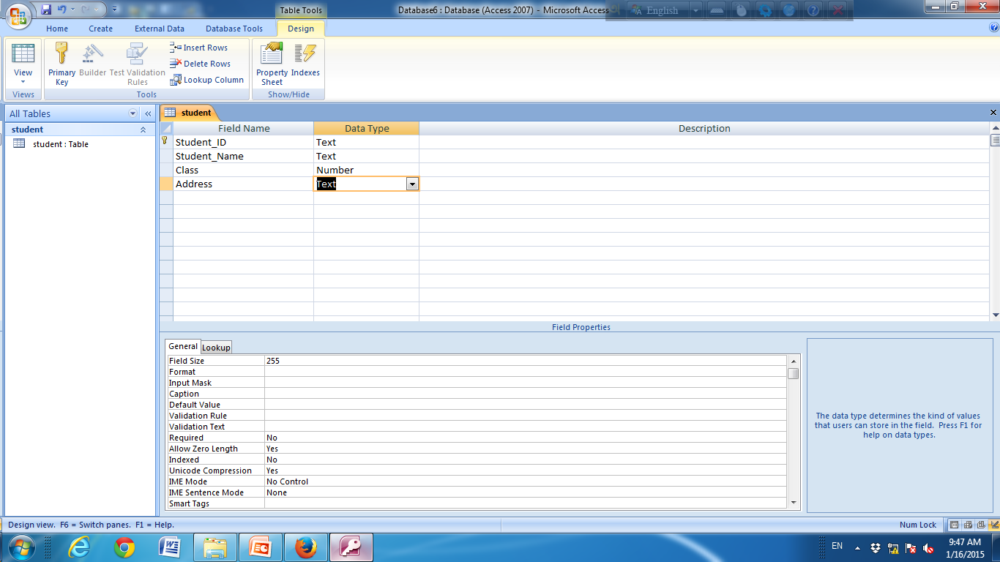 Table Tools
Database6 : Database (Access 2007) - Microsoft Access
English
Home Create External Data Database Tools Design
View
Views
Primary Key
Builder
Test Validation Rules
Insert Rows
Delete Rows
Lookup Column
Tools
Property Sheet
Indexes
Show/Hide
All Tables
student
student : Table
student
Field Name Data Type Description
Student_ID Text
Student_Name Text
Class Number
Address Text
Field Properties
General Lookup
Field Size 255
Format
Input Mask
Caption
Default Value
Validation Rule
Validation Text
Required No
Allow Zero Length Yes
Indexed No
Unicode Compression Yes
IME Mode No Control
IME Sentence Mode None
Smart Tags
The data type determines the kind of values
that users can store in the field. Press F1 for
help on data types.
Design view. F6 = Switch panes. F1 = Help.
Num Lock
EN
9:47 AM
1/16/2015